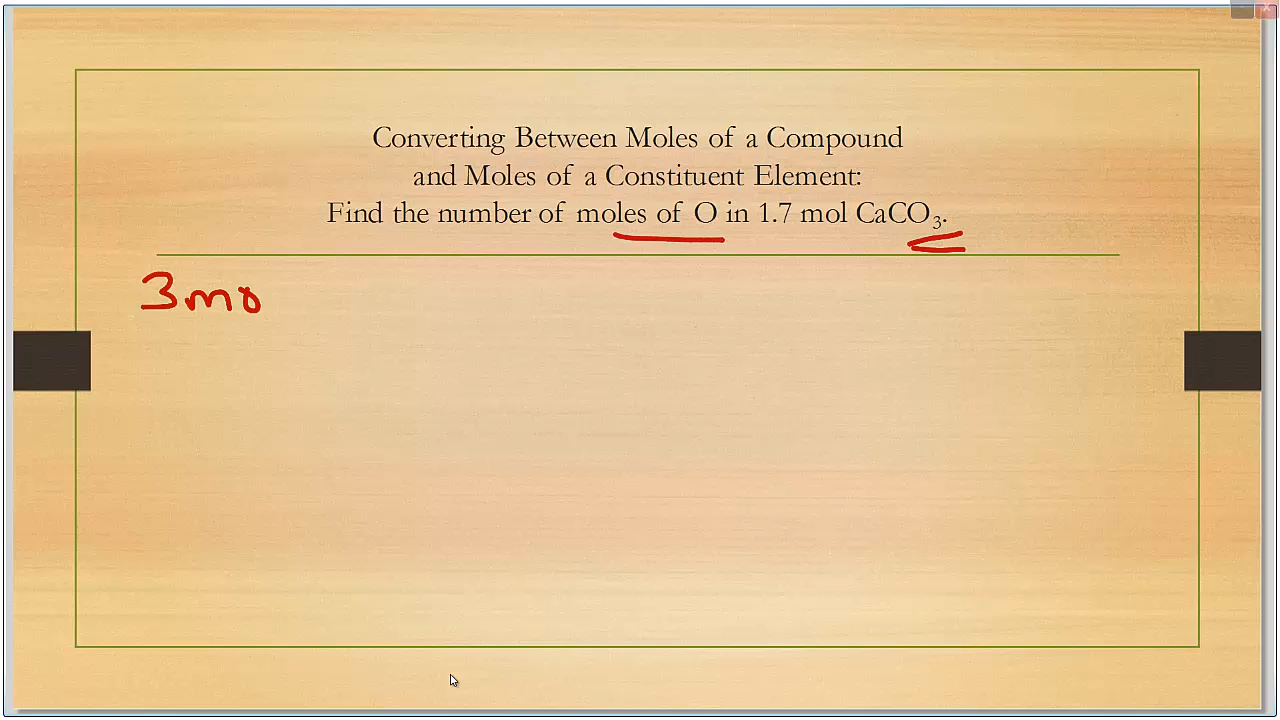 Converting Between Moles of a Compound
and Moles of a Constituent Element:
Find the number of moles of O in 1.7 mol CaCO₃.
3mo